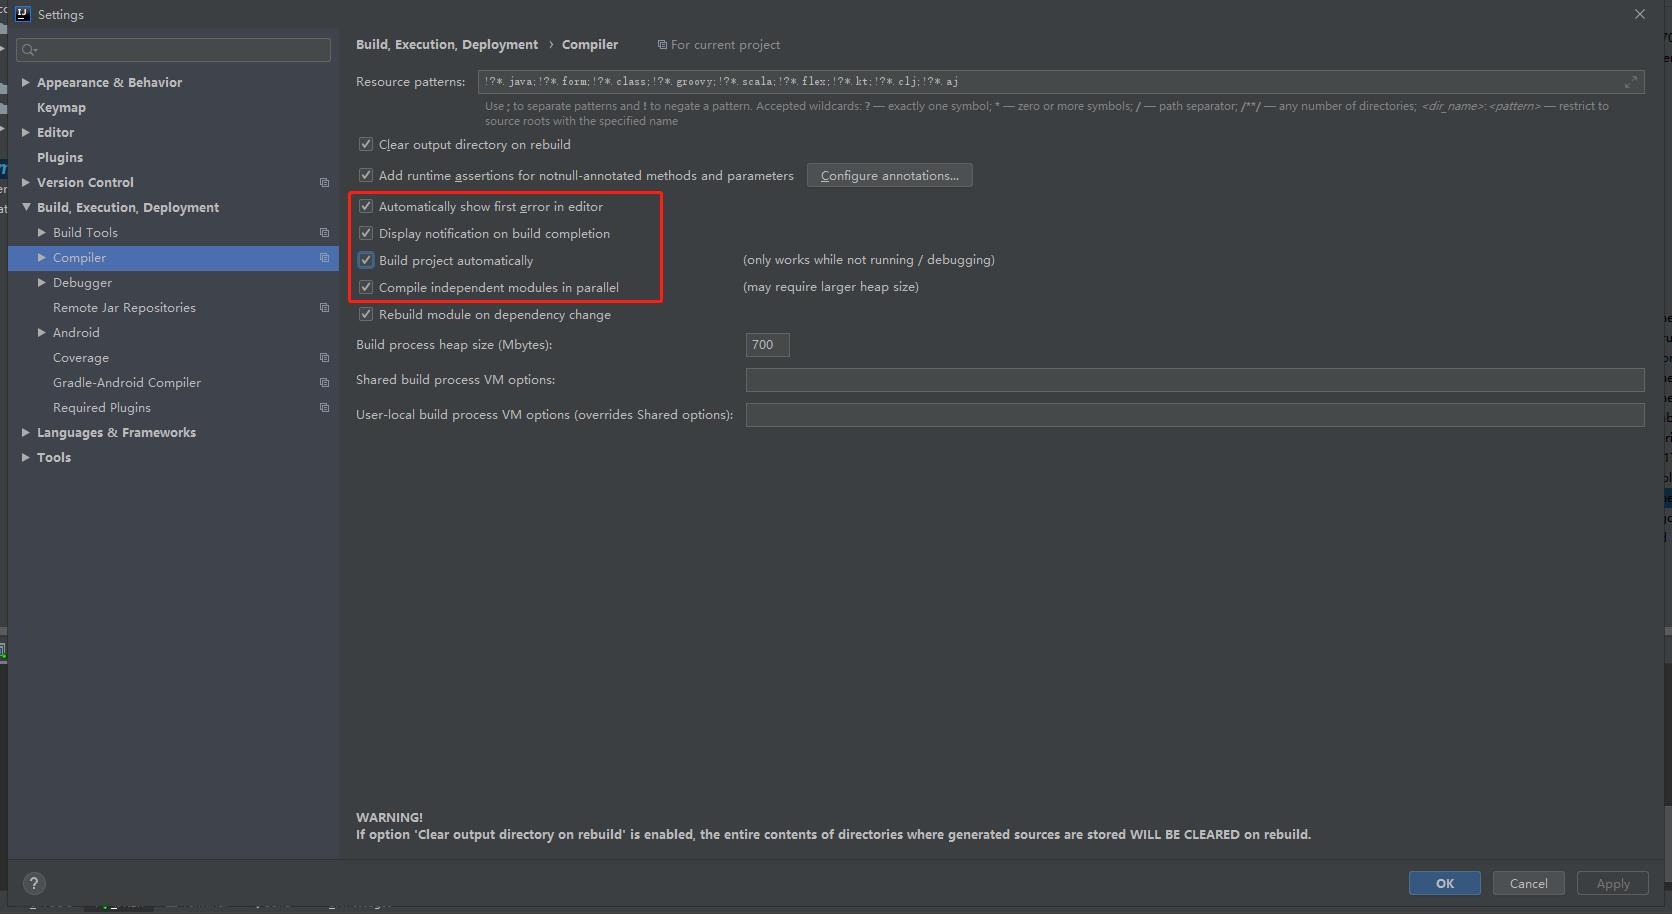 Settings
Build, Execution, Deployment › Compiler For current project
Appearance & Behavior
Keymap
Editor
Plugins
Version Control
Build, Execution, Deployment
Build Tools
Compiler
Debugger
Remote Jar Repositories
Android
Coverage
Gradle-Android Compiler
Required Plugins
Languages & Frameworks
Tools
Resource patterns: !?*.java;!?*.form;!?*.class;!?*.groovy;!?*.scala;!?*.flex;!?*.kt;!?*.clj;!?*.aj
Use ; to separate patterns and ! to negate a pattern. Accepted wildcards: ? — exactly one symbol; * — zero or more symbols; / — path separator; /**/ — any number of directories; <dir_name>:<pattern> — restrict to
source roots with the specified name
Clear output directory on rebuild
Add runtime assertions for notnull-annotated methods and parameters Configure annotations...
Automatically show first error in editor
Display notification on build completion
Build project automatically (only works while not running / debugging)
Compile independent modules in parallel (may require larger heap size)
Rebuild module on dependency change
Build process heap size (Mbytes): 700
Shared build process VM options:
User-local build process VM options (overrides Shared options):
WARNING!
If option 'Clear output directory on rebuild' is enabled, the entire contents of directories where generated sources are stored WILL BE CLEARED on rebuild.
? OK Cancel Apply